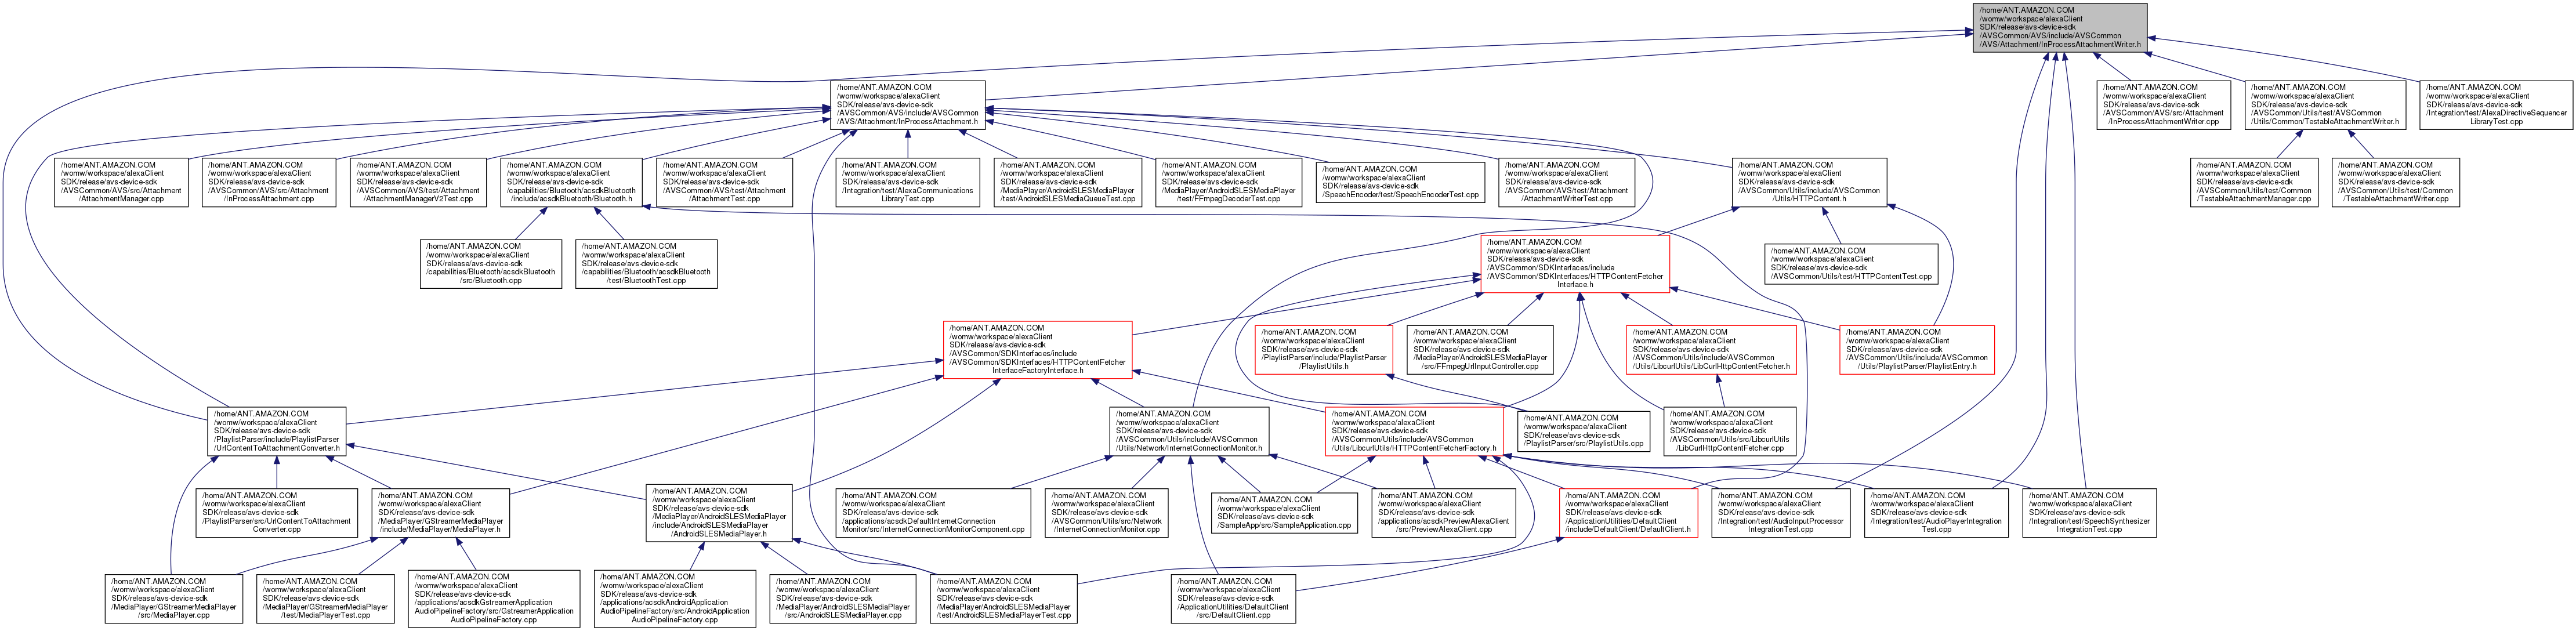 /home/ANT.AMAZON.COM
/womw/workspace/alexaClient
SDK/release/avs-device-sdk
/AVSCommon/AVS/include/AVSCommon
/AVS/Attachment/InProcessAttachmentWriter.h
/home/ANT.AMAZON.COM
/womw/workspace/alexaClient
SDK/release/avs-device-sdk
/AVSCommon/AVS/include/AVSCommon
/AVS/Attachment/InProcessAttachment.h
/home/ANT.AMAZON.COM
/womw/workspace/alexaClient
SDK/release/avs-device-sdk
/AVSCommon/AVS/src/Attachment
/InProcessAttachmentWriter.cpp
/home/ANT.AMAZON.COM
/womw/workspace/alexaClient
SDK/release/avs-device-sdk
/AVSCommon/Utils/test/AVSCommon
/Utils/Common/TestableAttachmentWriter.h
/home/ANT.AMAZON.COM
/womw/workspace/alexaClient
SDK/release/avs-device-sdk
/Integration/test/AlexaDirectiveSequencer
LibraryTest.cpp
/home/ANT.AMAZON.COM
/womw/workspace/alexaClient
SDK/release/avs-device-sdk
/AVSCommon/AVS/src/Attachment
/AttachmentManager.cpp
/home/ANT.AMAZON.COM
/womw/workspace/alexaClient
SDK/release/avs-device-sdk
/AVSCommon/AVS/src/Attachment
/InProcessAttachment.cpp
/home/ANT.AMAZON.COM
/womw/workspace/alexaClient
SDK/release/avs-device-sdk
/AVSCommon/AVS/test/Attachment
/AttachmentManagerV2Test.cpp
/home/ANT.AMAZON.COM
/womw/workspace/alexaClient
SDK/release/avs-device-sdk
/capabilities/Bluetooth/acsdkBluetooth
/include/acsdkBluetooth/Bluetooth.h
/home/ANT.AMAZON.COM
/womw/workspace/alexaClient
SDK/release/avs-device-sdk
/AVSCommon/AVS/test/Attachment
/AttachmentTest.cpp
/home/ANT.AMAZON.COM
/womw/workspace/alexaClient
SDK/release/avs-device-sdk
/Integration/test/AlexaCommunications
LibraryTest.cpp
/home/ANT.AMAZON.COM
/womw/workspace/alexaClient
SDK/release/avs-device-sdk
/MediaPlayer/AndroidSLESMediaPlayer
/test/AndroidSLESMediaQueueTest.cpp
/home/ANT.AMAZON.COM
/womw/workspace/alexaClient
SDK/release/avs-device-sdk
/MediaPlayer/AndroidSLESMediaPlayer
/test/FFmpegDecoderTest.cpp
/home/ANT.AMAZON.COM
/womw/workspace/alexaClient
SDK/release/avs-device-sdk
/SpeechEncoder/test/SpeechEncoderTest.cpp
/home/ANT.AMAZON.COM
/womw/workspace/alexaClient
SDK/release/avs-device-sdk
/AVSCommon/AVS/test/Attachment
/AttachmentWriterTest.cpp
/home/ANT.AMAZON.COM
/womw/workspace/alexaClient
SDK/release/avs-device-sdk
/AVSCommon/Utils/include/AVSCommon
/Utils/HTTPContent.h
/home/ANT.AMAZON.COM
/womw/workspace/alexaClient
SDK/release/avs-device-sdk
/AVSCommon/Utils/test/Common
/TestableAttachmentManager.cpp
/home/ANT.AMAZON.COM
/womw/workspace/alexaClient
SDK/release/avs-device-sdk
/AVSCommon/Utils/test/Common
/TestableAttachmentWriter.cpp
/home/ANT.AMAZON.COM
/womw/workspace/alexaClient
SDK/release/avs-device-sdk
/capabilities/Bluetooth/acsdkBluetooth
/src/Bluetooth.cpp
/home/ANT.AMAZON.COM
/womw/workspace/alexaClient
SDK/release/avs-device-sdk
/capabilities/Bluetooth/acsdkBluetooth
/test/BluetoothTest.cpp
/home/ANT.AMAZON.COM
/womw/workspace/alexaClient
SDK/release/avs-device-sdk
/AVSCommon/SDKInterfaces/include
/AVSCommon/SDKInterfaces/HTTPContentFetcher
Interface.h
/home/ANT.AMAZON.COM
/womw/workspace/alexaClient
SDK/release/avs-device-sdk
/AVSCommon/Utils/test/HTTPContentTest.cpp
/home/ANT.AMAZON.COM
/womw/workspace/alexaClient
SDK/release/avs-device-sdk
/AVSCommon/SDKInterfaces/include
/AVSCommon/SDKInterfaces/HTTPContentFetcher
InterfaceFactoryInterface.h
/home/ANT.AMAZON.COM
/womw/workspace/alexaClient
SDK/release/avs-device-sdk
/PlaylistParser/include/PlaylistParser
/PlaylistUtils.h
/home/ANT.AMAZON.COM
/womw/workspace/alexaClient
SDK/release/avs-device-sdk
/MediaPlayer/AndroidSLESMediaPlayer
/src/FFmpegUrlInputController.cpp
/home/ANT.AMAZON.COM
/womw/workspace/alexaClient
SDK/release/avs-device-sdk
/AVSCommon/Utils/include/AVSCommon
/Utils/LibcurlUtils/LibCurlHttpContentFetcher.h
/home/ANT.AMAZON.COM
/womw/workspace/alexaClient
SDK/release/avs-device-sdk
/AVSCommon/Utils/include/AVSCommon
/Utils/PlaylistParser/PlaylistEntry.h
/home/ANT.AMAZON.COM
/womw/workspace/alexaClient
SDK/release/avs-device-sdk
/PlaylistParser/include/PlaylistParser
/UrlContentToAttachmentConverter.h
/home/ANT.AMAZON.COM
/womw/workspace/alexaClient
SDK/release/avs-device-sdk
/AVSCommon/Utils/include/AVSCommon
/Utils/Network/InternetConnectionMonitor.h
/home/ANT.AMAZON.COM
/womw/workspace/alexaClient
SDK/release/avs-device-sdk
/AVSCommon/Utils/include/AVSCommon
/Utils/LibcurlUtils/HTTPContentFetcherFactory.h
/home/ANT.AMAZON.COM
/womw/workspace/alexaClient
SDK/release/avs-device-sdk
/PlaylistParser/src/PlaylistUtils.cpp
/home/ANT.AMAZON.COM
/womw/workspace/alexaClient
SDK/release/avs-device-sdk
/AVSCommon/Utils/src/LibcurlUtils
/LibCurlHttpContentFetcher.cpp
/home/ANT.AMAZON.COM
/womw/workspace/alexaClient
SDK/release/avs-device-sdk
/PlaylistParser/src/UrlContentToAttachment
Converter.cpp
/home/ANT.AMAZON.COM
/womw/workspace/alexaClient
SDK/release/avs-device-sdk
/MediaPlayer/GStreamerMediaPlayer
/include/MediaPlayer/MediaPlayer.h
/home/ANT.AMAZON.COM
/womw/workspace/alexaClient
SDK/release/avs-device-sdk
/MediaPlayer/AndroidSLESMediaPlayer
/include/AndroidSLESMediaPlayer
/AndroidSLESMediaPlayer.h
/home/ANT.AMAZON.COM
/womw/workspace/alexaClient
SDK/release/avs-device-sdk
/applications/acsdkDefaultInternetConnection
Monitor/src/InternetConnectionMonitorComponent.cpp
/home/ANT.AMAZON.COM
/womw/workspace/alexaClient
SDK/release/avs-device-sdk
/AVSCommon/Utils/src/Network
/InternetConnectionMonitor.cpp
/home/ANT.AMAZON.COM
/womw/workspace/alexaClient
SDK/release/avs-device-sdk
/SampleApp/src/SampleApplication.cpp
/home/ANT.AMAZON.COM
/womw/workspace/alexaClient
SDK/release/avs-device-sdk
/applications/acsdkPreviewAlexaClient
/src/PreviewAlexaClient.cpp
/home/ANT.AMAZON.COM
/womw/workspace/alexaClient
SDK/release/avs-device-sdk
/ApplicationUtilities/DefaultClient
/include/DefaultClient/DefaultClient.h
/home/ANT.AMAZON.COM
/womw/workspace/alexaClient
SDK/release/avs-device-sdk
/Integration/test/AudioInputProcessor
IntegrationTest.cpp
/home/ANT.AMAZON.COM
/womw/workspace/alexaClient
SDK/release/avs-device-sdk
/Integration/test/AudioPlayerIntegration
Test.cpp
/home/ANT.AMAZON.COM
/womw/workspace/alexaClient
SDK/release/avs-device-sdk
/Integration/test/SpeechSynthesizer
IntegrationTest.cpp
/home/ANT.AMAZON.COM
/womw/workspace/alexaClient
SDK/release/avs-device-sdk
/MediaPlayer/GStreamerMediaPlayer
/src/MediaPlayer.cpp
/home/ANT.AMAZON.COM
/womw/workspace/alexaClient
SDK/release/avs-device-sdk
/MediaPlayer/GStreamerMediaPlayer
/test/MediaPlayerTest.cpp
/home/ANT.AMAZON.COM
/womw/workspace/alexaClient
SDK/release/avs-device-sdk
/applications/acsdkGstreamerApplication
AudioPipelineFactory/src/GstreamerApplication
AudioPipelineFactory.cpp
/home/ANT.AMAZON.COM
/womw/workspace/alexaClient
SDK/release/avs-device-sdk
/applications/acsdkAndroidApplication
AudioPipelineFactory/src/AndroidApplication
AudioPipelineFactory.cpp
/home/ANT.AMAZON.COM
/womw/workspace/alexaClient
SDK/release/avs-device-sdk
/MediaPlayer/AndroidSLESMediaPlayer
/src/AndroidSLESMediaPlayer.cpp
/home/ANT.AMAZON.COM
/womw/workspace/alexaClient
SDK/release/avs-device-sdk
/MediaPlayer/AndroidSLESMediaPlayer
/test/AndroidSLESMediaPlayerTest.cpp
/home/ANT.AMAZON.COM
/womw/workspace/alexaClient
SDK/release/avs-device-sdk
/ApplicationUtilities/DefaultClient
/src/DefaultClient.cpp